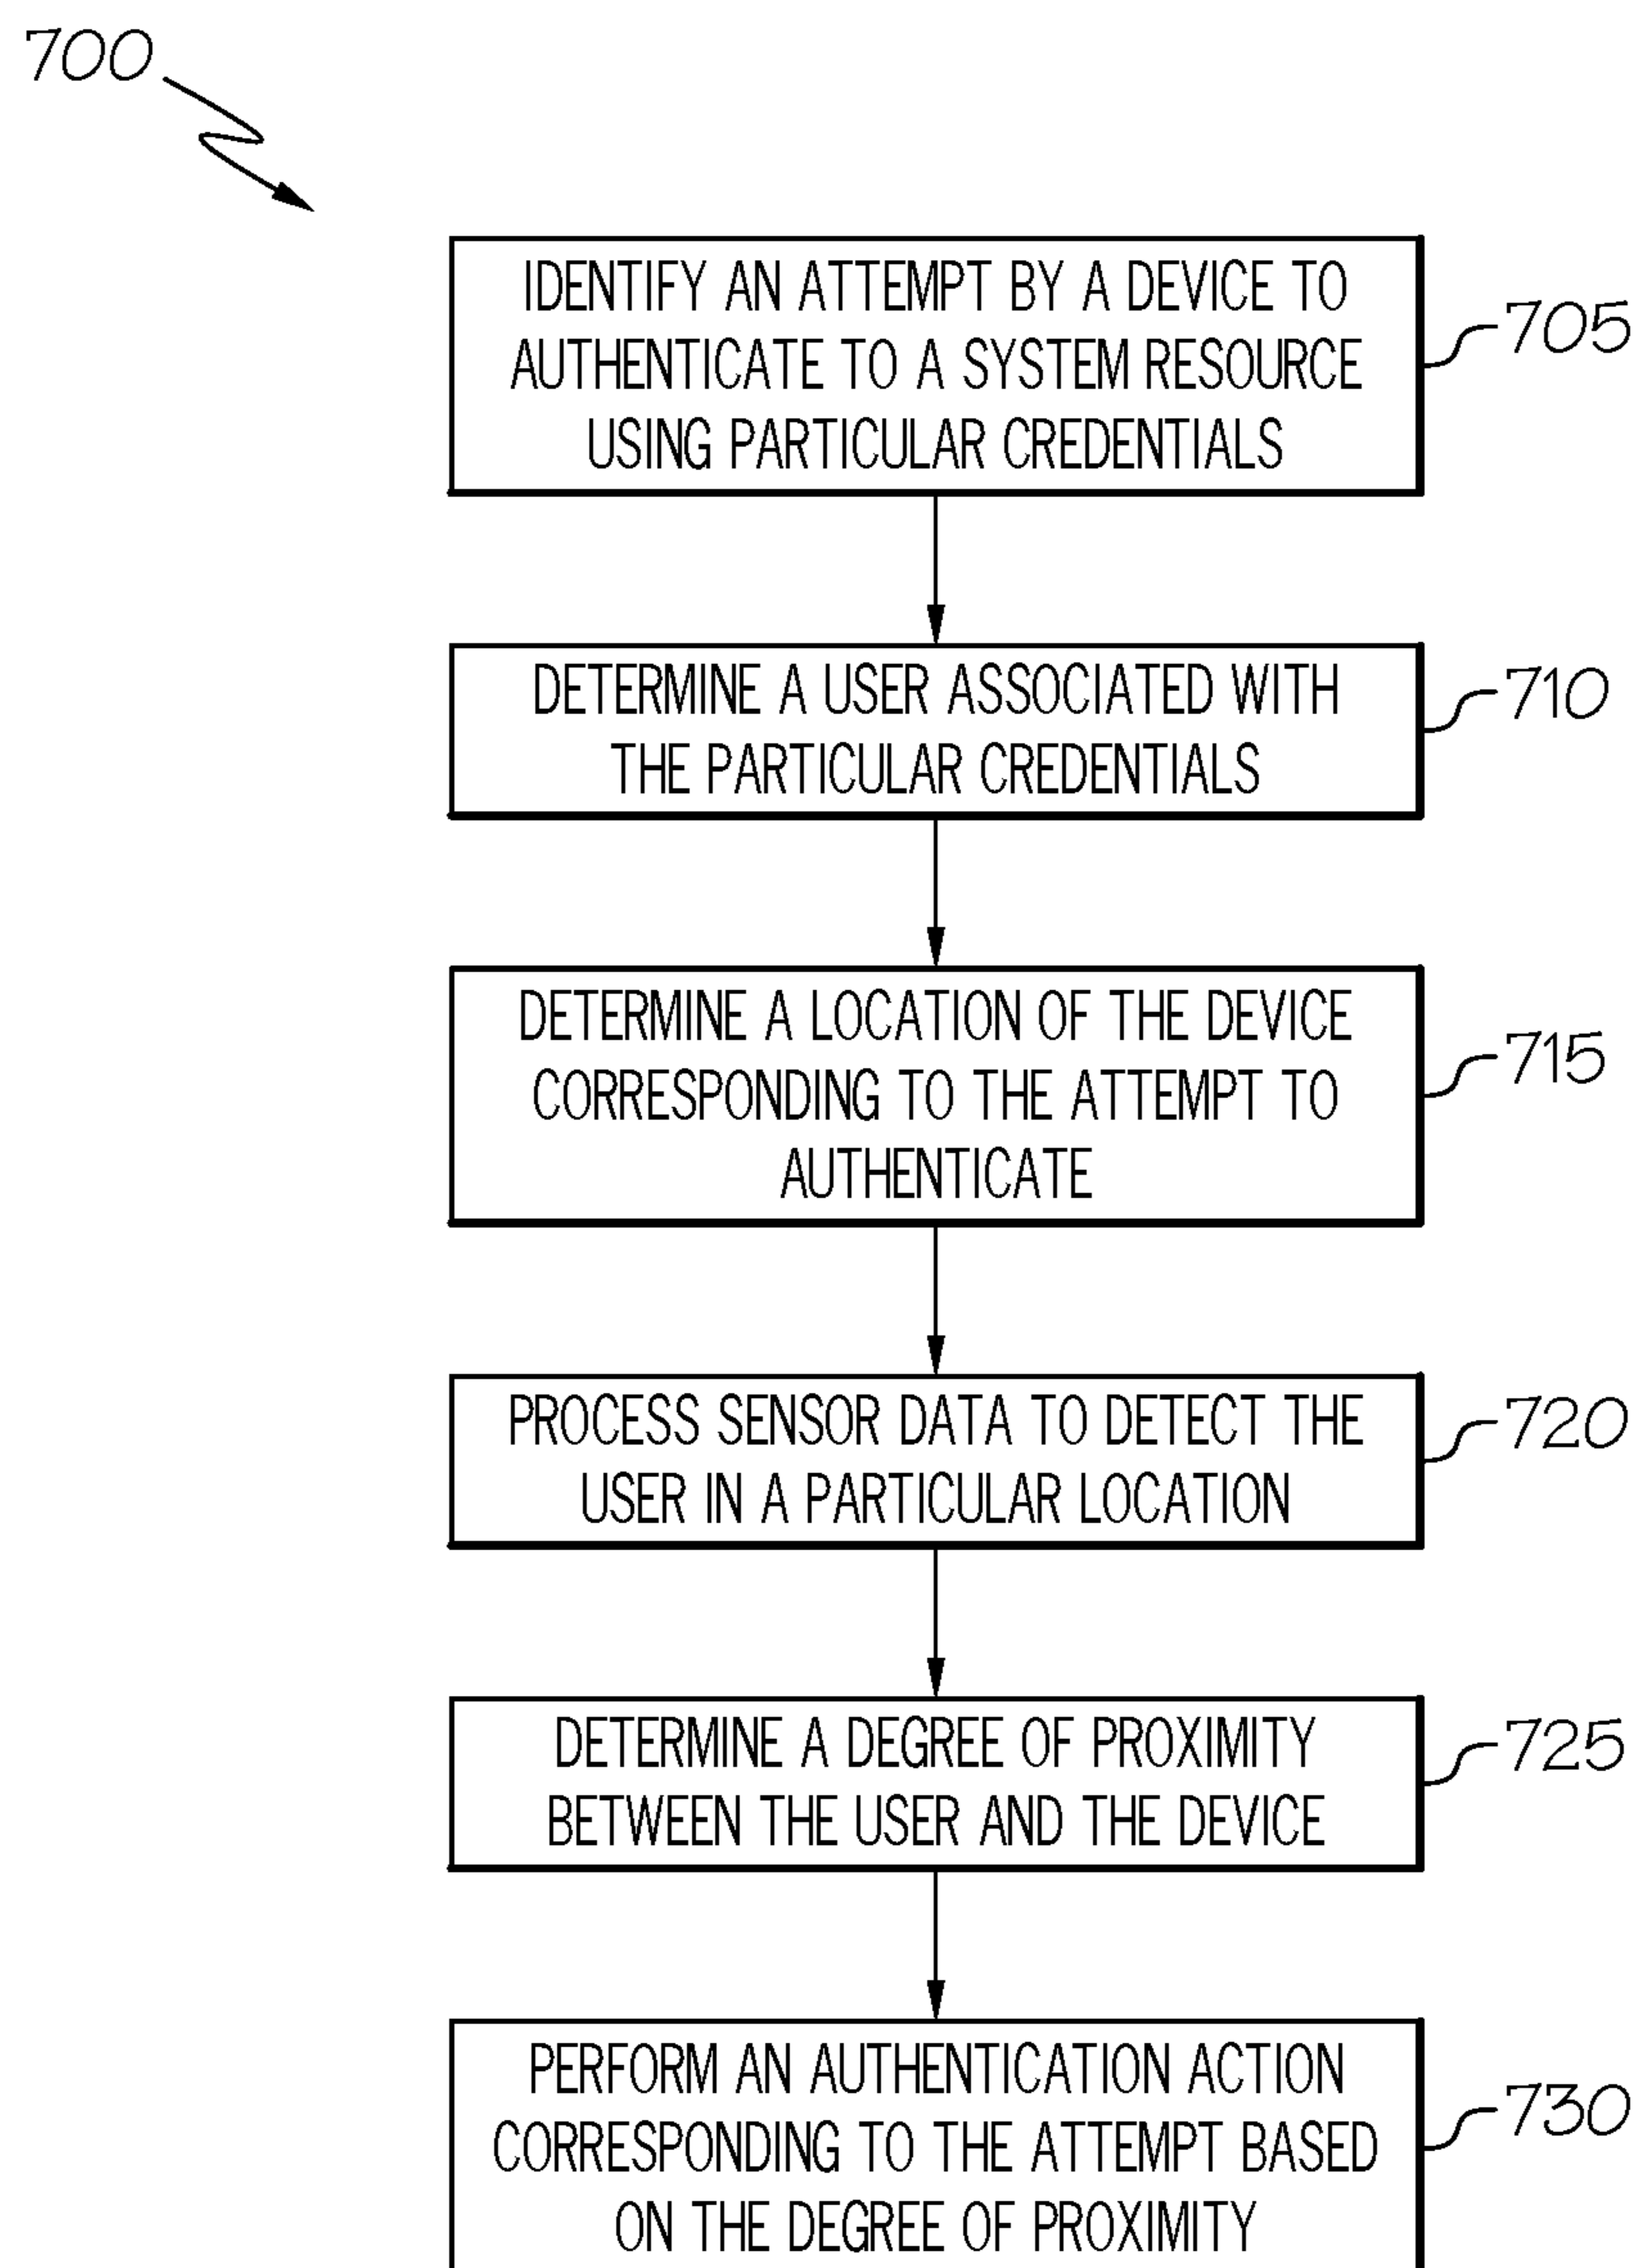 700
IDENTIFY AN ATTEMPT BY A DEVICE TO
AUTHENTICATE TO A SYSTEM RESOURCE
USING PARTICULAR CREDENTIALS
705
DETERMINE A USER ASSOCIATED WITH
THE PARTICULAR CREDENTIALS
710
DETERMINE A LOCATION OF THE DEVICE
CORRESPONDING TO THE ATTEMPT TO
AUTHENTICATE
715
PROCESS SENSOR DATA TO DETECT THE
USER IN A PARTICULAR LOCATION
720
DETERMINE A DEGREE OF PROXIMITY
BETWEEN THE USER AND THE DEVICE
725
PERFORM AN AUTHENTICATION ACTION
CORRESPONDING TO THE ATTEMPT BASED
ON THE DEGREE OF PROXIMITY
730